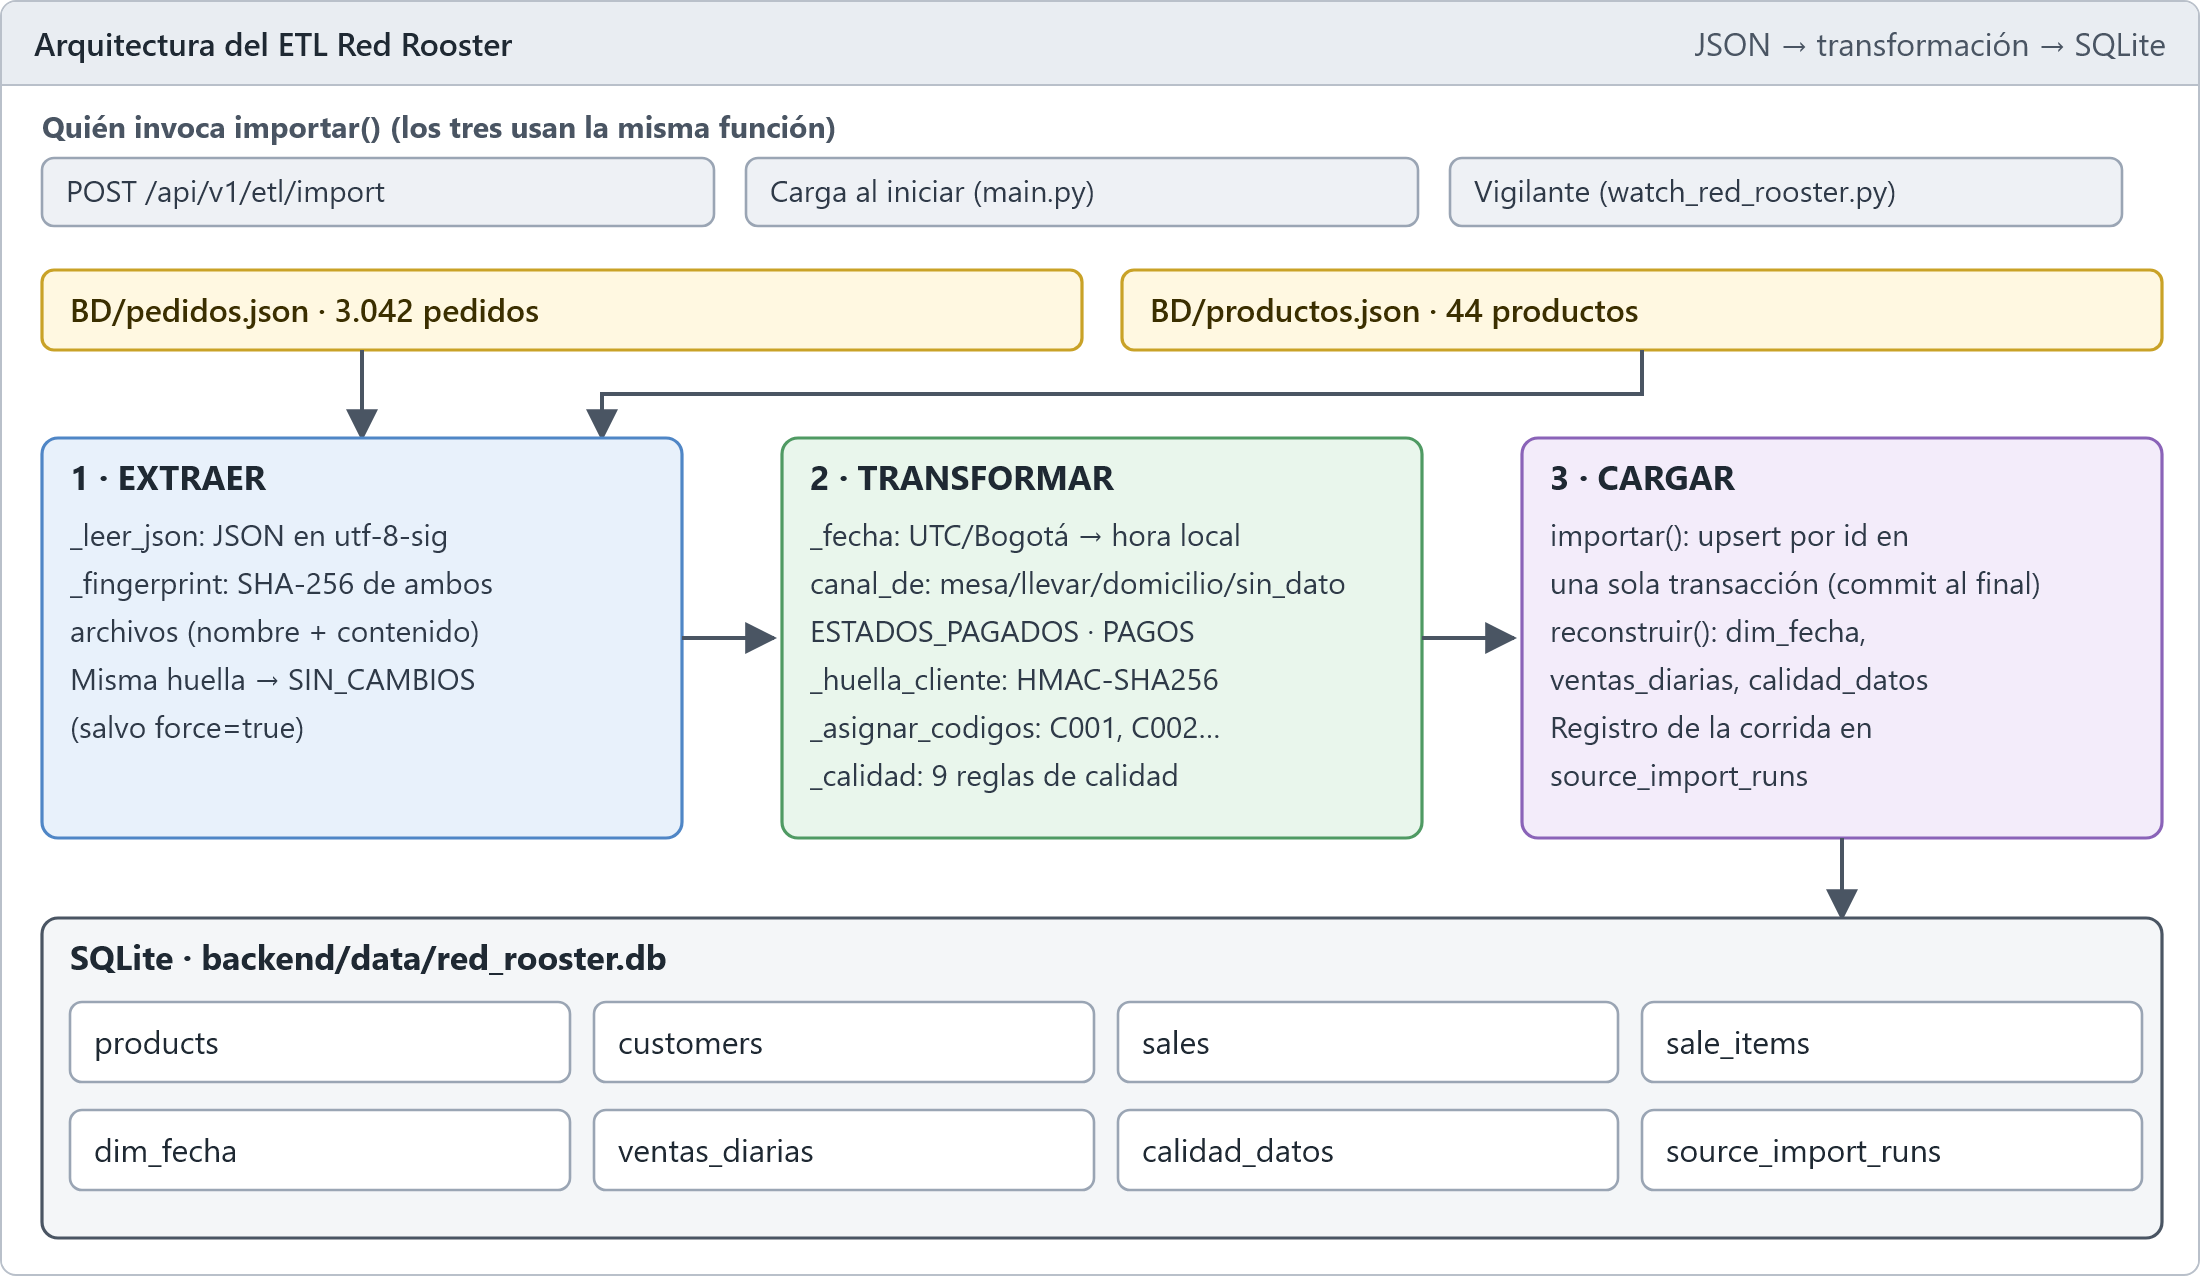 Arquitectura del ETL Red Rooster
JSON → transformación → SQLite
Quién invoca importar() (los tres usan la misma función)
POST /api/v1/etl/import
Carga al iniciar (main.py)
Vigilante (watch_red_rooster.py)
BD/pedidos.json · 3.042 pedidos
BD/productos.json · 44 productos
1 · EXTRAER
_leer_json: JSON en utf-8-sig
_fingerprint: SHA-256 de ambos
archivos (nombre + contenido)
Misma huella → SIN_CAMBIOS
(salvo force=true)
2 · TRANSFORMAR
_fecha: UTC/Bogotá → hora local
canal_de: mesa/llevar/domicilio/sin_dato
ESTADOS_PAGADOS · PAGOS
_huella_cliente: HMAC-SHA256
_asignar_codigos: C001, C002...
_calidad: 9 reglas de calidad
3 · CARGAR
importar(): upsert por id en
una sola transacción (commit al final)
reconstruir(): dim_fecha,
ventas_diarias, calidad_datos
Registro de la corrida en
source_import_runs
SQLite · backend/data/red_rooster.db
products
customers
sales
sale_items
dim_fecha
ventas_diarias
calidad_datos
source_import_runs